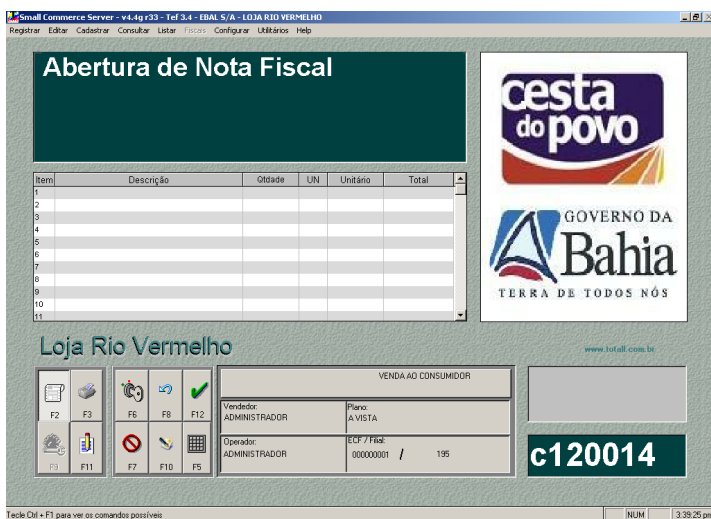 Small Commerce Server - v4.4g r33 - Tef 3.4 - EBAL S/A - LOJA RIO VERMELHO
Registrar Editar Cadastrar Consultar Listar Fiscais Configurar Utilitários Help
Abertura de Nota Fiscal
cesta
do povo
Item Descrição Qtdade UN Unitário Total
1
2
3
4
5
6
7
8
9
10
11
GOVERNO DA
Bahia
TERRA DE TODOS NÓS
Loja Rio Vermelho
www.totall.com.br
VENDA AO CONSUMIDOR
F2 F3 F6 F8 F12
Vendedor: Plano:
ADMINISTRADOR A VISTA
Operador: ECF / Filial:
ADMINISTRADOR 000000001 / 195
F9 F11 F7 F10 F5
c120014
Tecle Ctrl + F1 para ver os comandos possíveis NUM 3:39:25 pm